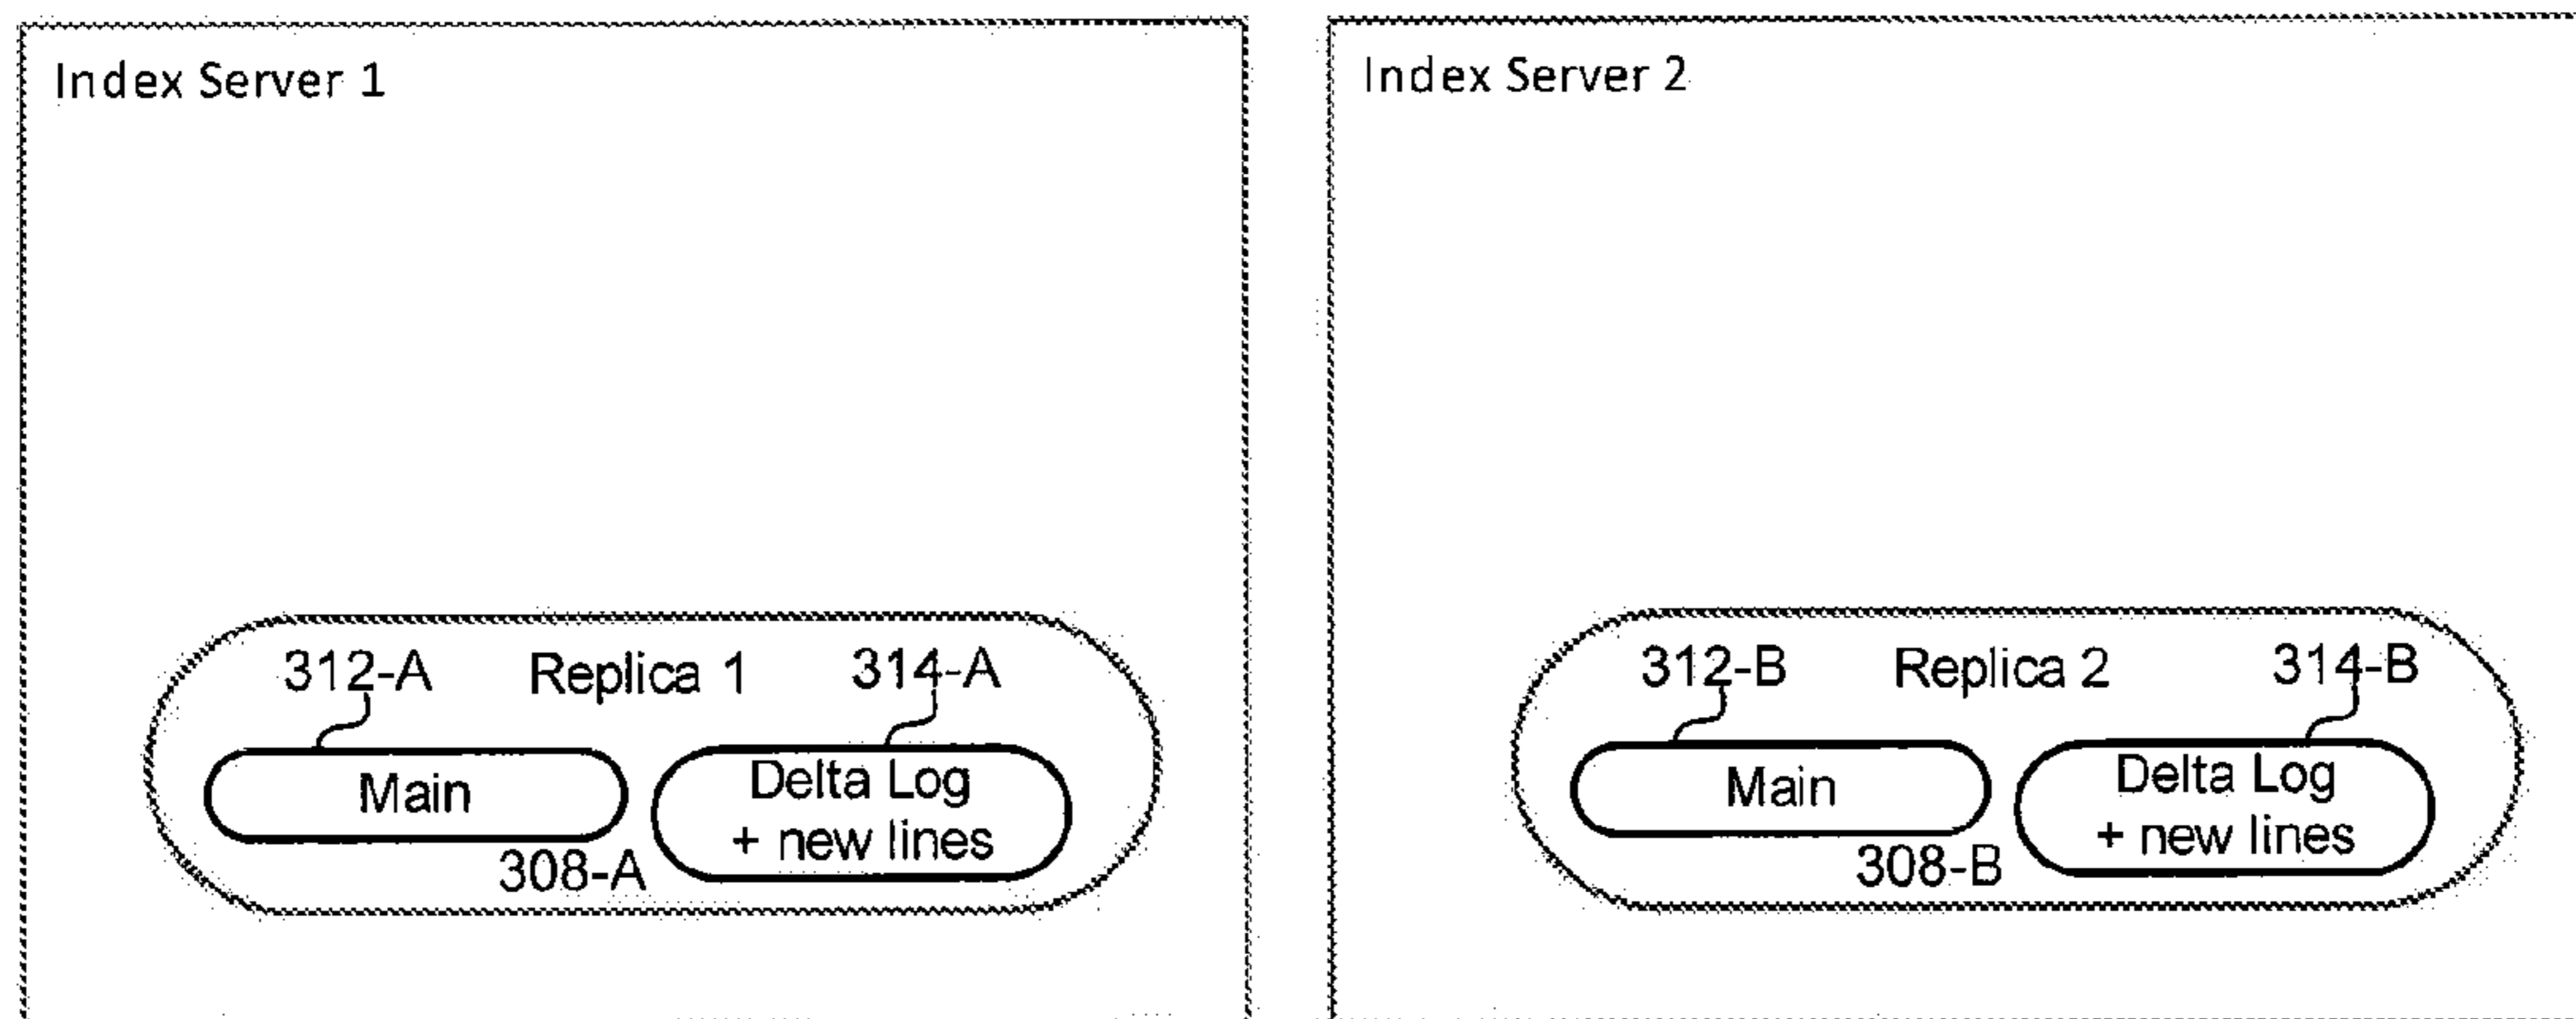 Index Server 1
312-A Replica 1 314-A
Main
Delta Log
+ new lines
308-A
Index Server 2
312-B Replica 2 314-B
Main
Delta Log
+ new lines
308-B